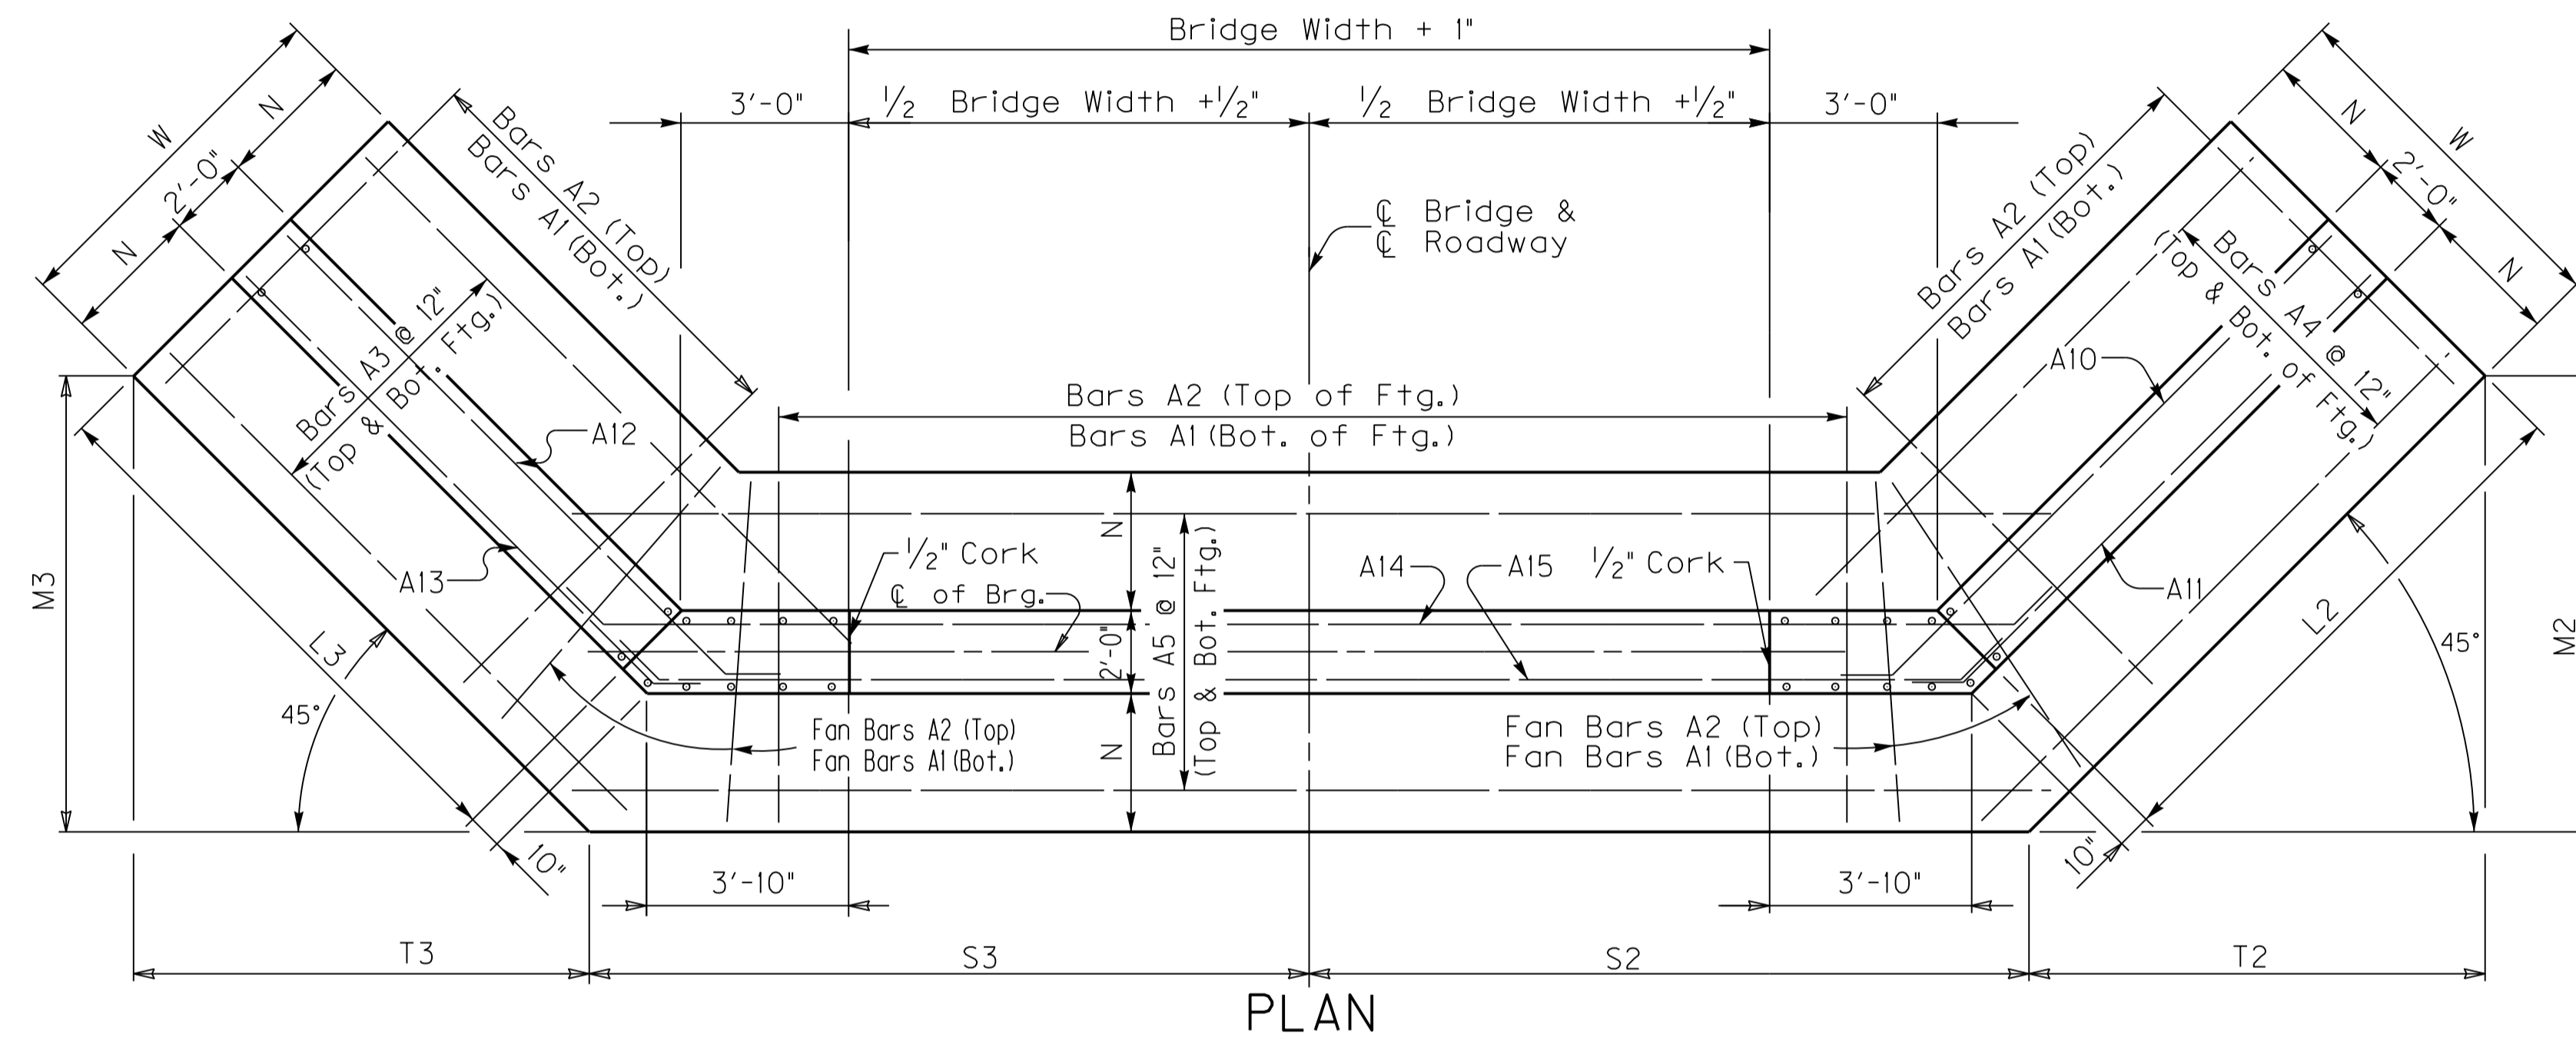 Bridge Width + 1"
3'-0"
½ Bridge Width +½"
½ Bridge Width +½"
3'-0"
W
N
2'-0"
N
Bars A2 (Top)
Bars A1 (Bot.)
℄ Bridge &
℄ Roadway
Bars A2 (Top)
Bars A1 (Bot.)
N
2'-0"
N
W
Bars A3 @ 12"
(Top & Bot. Ftg.)
Bars A4 @ 12"
(Top & Bot. of Ftg.)
A10
A12
Bars A2 (Top of Ftg.)
Bars A1 (Bot. of Ftg.)
A13
½" Cork
℄ of Brg.
N
2'-0"
N
Bars A5 @ 12"
(Top & Bot. Ftg.)
A14
A15
½" Cork
A11
M3
L3
45°
L2
45°
M2
Fan Bars A2 (Top)
Fan Bars A1 (Bot.)
Fan Bars A2 (Top)
Fan Bars A1 (Bot.)
10"
3'-10"
3'-10"
10"
T3
S3
S2
T2
PLAN